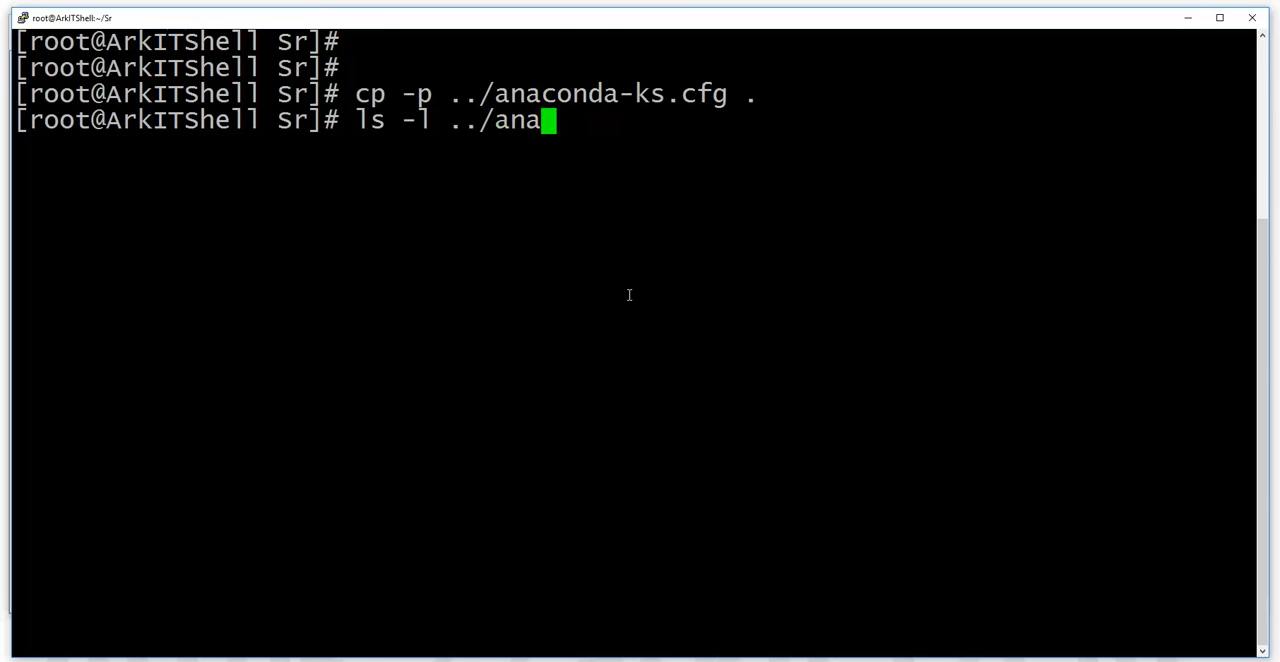 root@ArkITShell:~/Sr
[root@ArkITShell Sr]#
[root@ArkITShell Sr]#
[root@ArkITShell Sr]# cp -p ../anaconda-ks.cfg .
[root@ArkITShell Sr]# ls -l ../ana